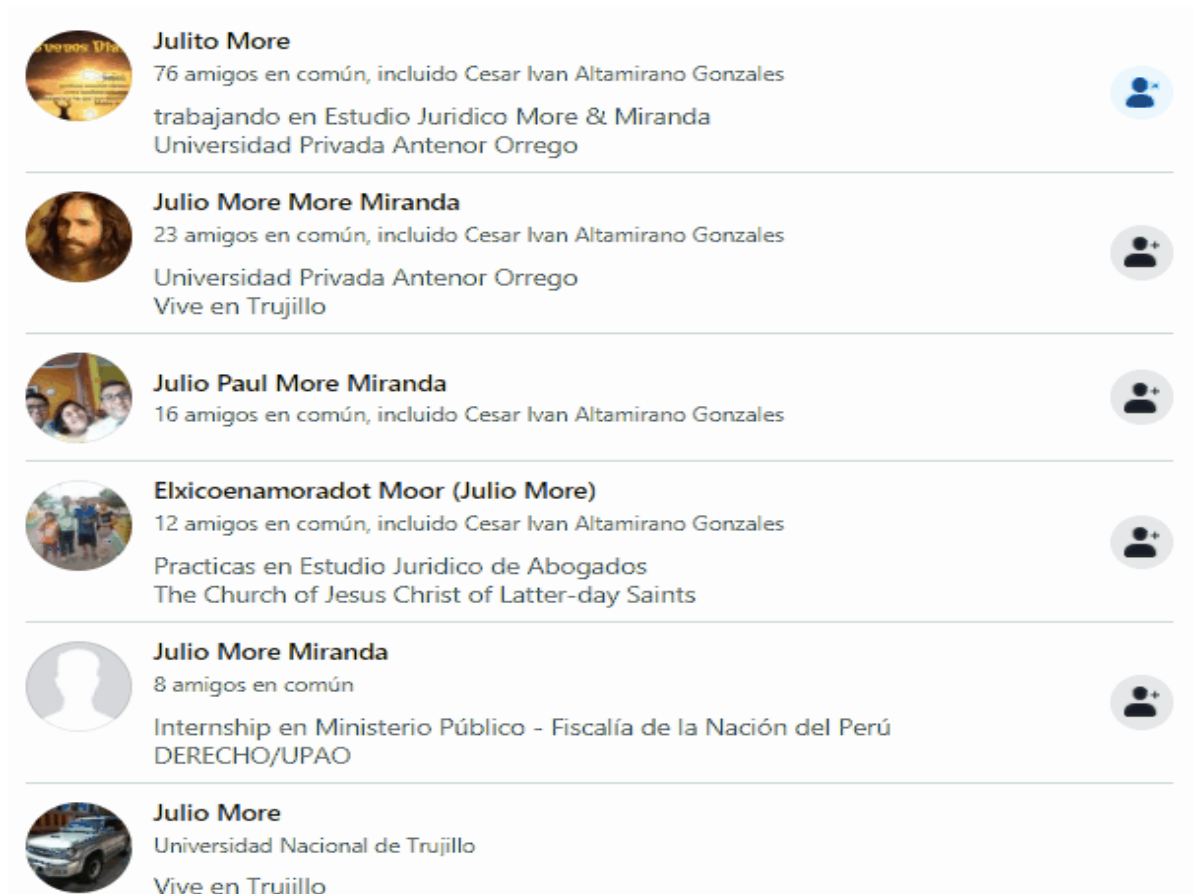 Buenos Dias
Julito More
76 amigos en común, incluido Cesar Ivan Altamirano Gonzales
trabajando en Estudio Juridico More & Miranda
Universidad Privada Antenor Orrego
Julio More More Miranda
23 amigos en común, incluido Cesar Ivan Altamirano Gonzales
Universidad Privada Antenor Orrego
Vive en Trujillo
Julio Paul More Miranda
16 amigos en común, incluido Cesar Ivan Altamirano Gonzales
Elxicoenamoradot Moor (Julio More)
12 amigos en común, incluido Cesar Ivan Altamirano Gonzales
Practicas en Estudio Juridico de Abogados
The Church of Jesus Christ of Latter-day Saints
Julio More Miranda
8 amigos en común
Internship en Ministerio Público - Fiscalía de la Nación del Perú
DERECHO/UPAO
Julio More
Universidad Nacional de Trujillo
Vive en Trujillo